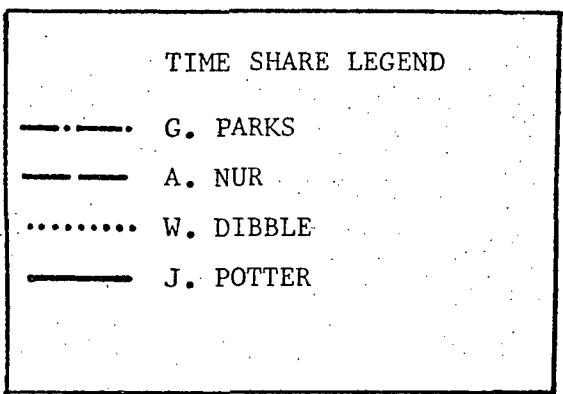 TIME SHARE LEGEND
G. PARKS
A. NUR
W. DIBBLE
J. POTTER